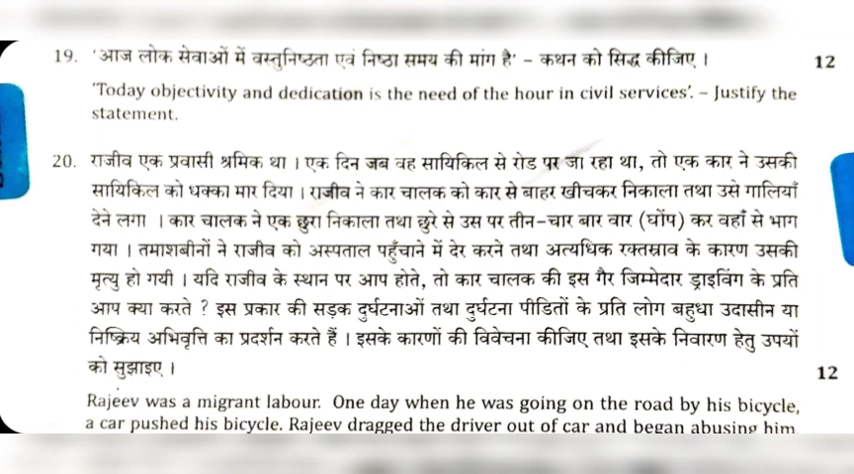 19. 'आज लोक सेवाओं में वस्तुनिष्ठता एवं निष्ठा समय की मांग है' – कथन को सिद्ध कीजिए । 12
'Today objectivity and dedication is the need of the hour in civil services'. – Justify the
statement.
20. राजीव एक प्रवासी श्रमिक था । एक दिन जब वह सायिकिल से रोड पर जा रहा था, तो एक कार ने उसकी
सायिकिल को धक्का मार दिया । राजीव ने कार चालक को कार से बाहर खीचकर निकाला तथा उसे गालियाँ
देने लगा । कार चालक ने एक छुरा निकाला तथा छुरे से उस पर तीन-चार बार वार (घोंप) कर वहाँ से भाग
गया । तमाशबीनों ने राजीव को अस्पताल पहुँचाने में देर करने तथा अत्यधिक रक्तस्राव के कारण उसकी
मृत्यु हो गयी । यदि राजीव के स्थान पर आप होते, तो कार चालक की इस गैर जिम्मेदार ड्राइविंग के प्रति
आप क्या करते ? इस प्रकार की सड़क दुर्घटनाओं तथा दुर्घटना पीडितों के प्रति लोग बहुधा उदासीन या
निष्क्रिय अभिवृत्ति का प्रदर्शन करते हैं । इसके कारणों की विवेचना कीजिए तथा इसके निवारण हेतु उपयों
को सुझाइए । 12
Rajeev was a migrant labour. One day when he was going on the road by his bicycle,
a car pushed his bicycle. Rajeev dragged the driver out of car and began abusing him.